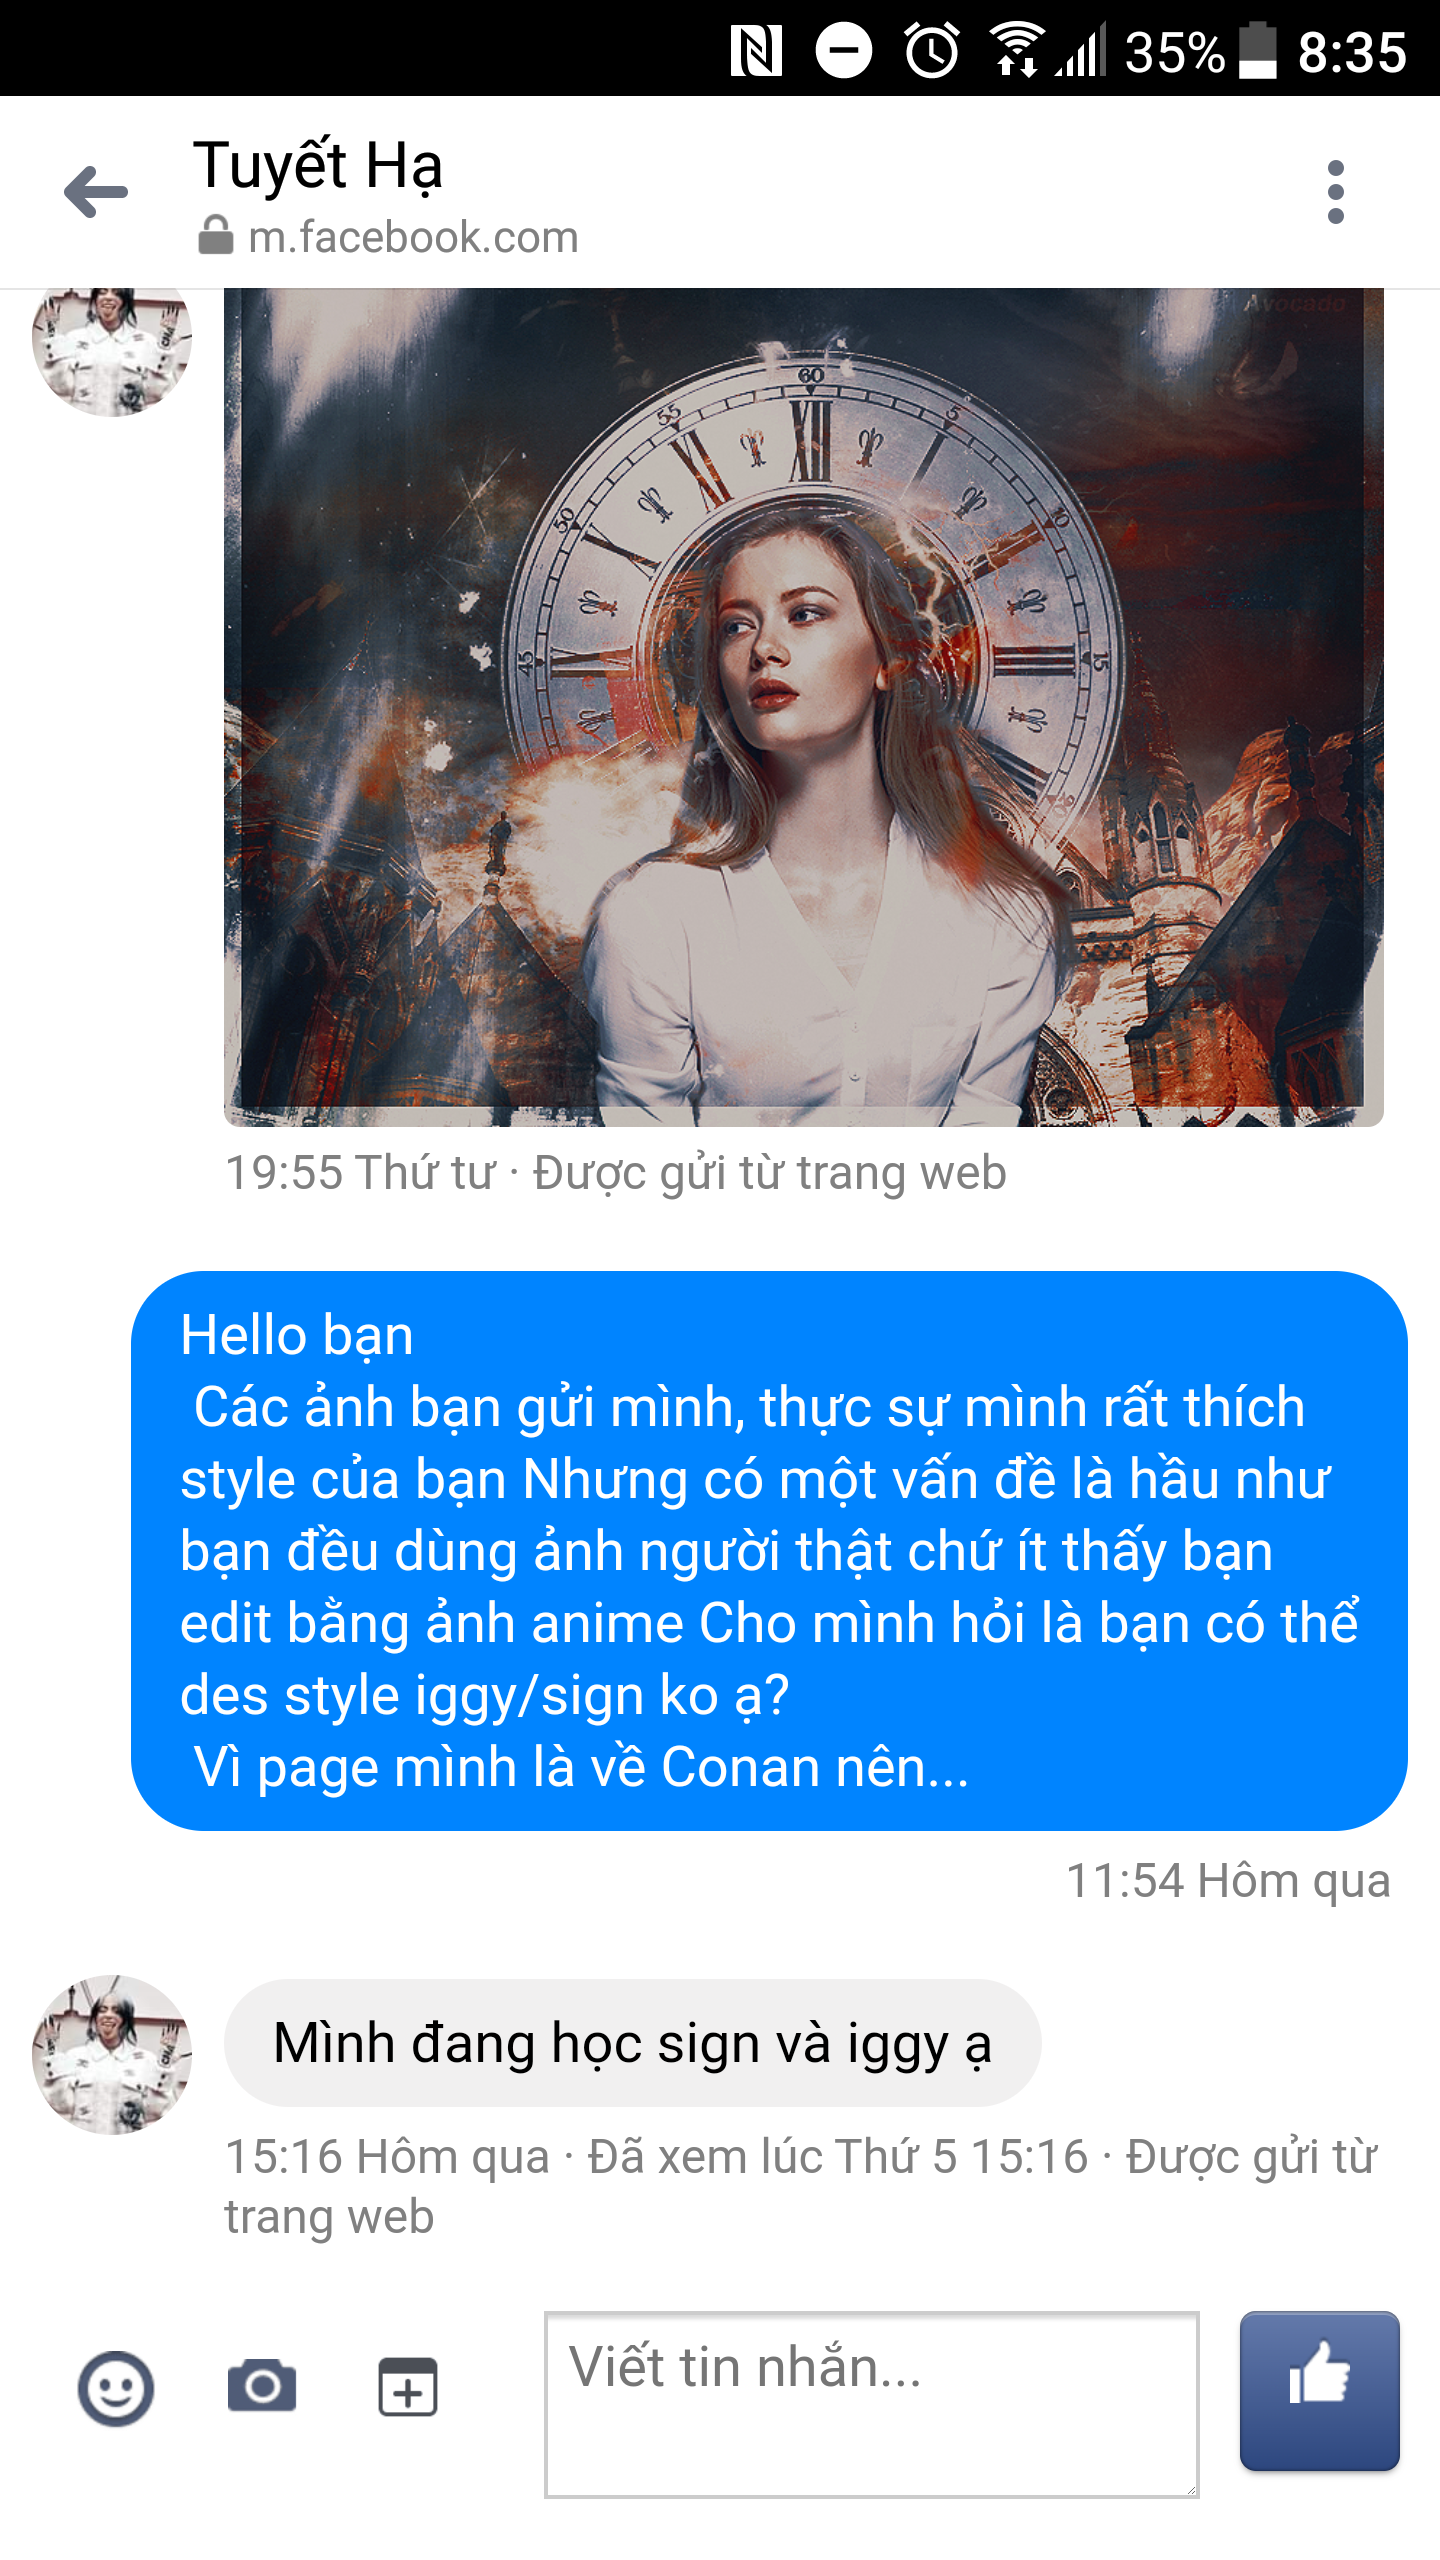 35% 8:35
Tuyết Hạ
m.facebook.com
Avocado
60
55
5
50
10
45
15
XII
XI
X
19:55 Thứ tư · Được gửi từ trang web
Hello bạn
Các ảnh bạn gửi mình, thực sự mình rất thích
style của bạn Nhưng có một vấn đề là hầu như
bạn đều dùng ảnh người thật chứ ít thấy bạn
edit bằng ảnh anime Cho mình hỏi là bạn có thể
des style iggy/sign ko ạ?
Vì page mình là về Conan nên...
11:54 Hôm qua
Mình đang học sign và iggy ạ
15:16 Hôm qua · Đã xem lúc Thứ 5 15:16 · Được gửi từ
trang web
Viết tin nhắn...